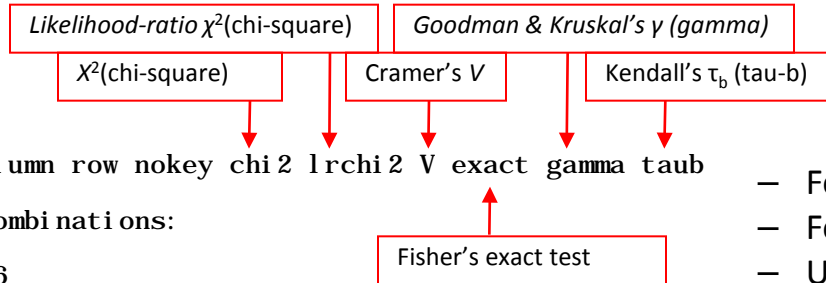 Likelihood-ratio χ²(chi-square)
Goodman & Kruskal's γ (gamma)
X²(chi-square)
Cramer's V
Kendall's τb (tau-b)
umn row nokey chi2 lrchi2 V exact gamma taub
ombinations:
Fisher's exact test
– F
– F
– U